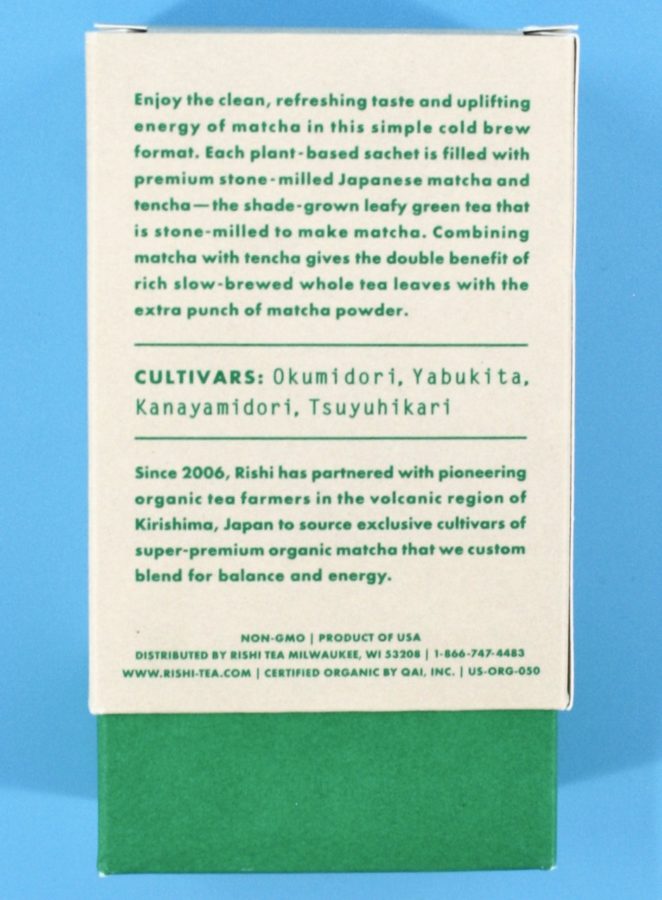 Enjoy the clean, refreshing taste and uplifting
energy of matcha in this simple cold brew
format. Each plant-based sachet is filled with
premium stone-milled Japanese matcha and
tencha—the shade-grown leafy green tea that
is stone-milled to make matcha. Combining
matcha with tencha gives the double benefit of
rich slow-brewed whole tea leaves with the
extra punch of matcha powder.
CULTIVARS: Okumidori, Yabukita,
Kanayamidori, Tsuyuhikari
Since 2006, Rishi has partnered with pioneering
organic tea farmers in the volcanic region of
Kirishima, Japan to source exclusive cultivars of
super-premium organic matcha that we custom
blend for balance and energy.
NON-GMO | PRODUCT OF USA
DISTRIBUTED BY RISHI TEA MILWAUKEE, WI 53208 | 1-866-747-4483
WWW.RISHI-TEA.COM | CERTIFIED ORGANIC BY QAI, INC. | US-ORG-050